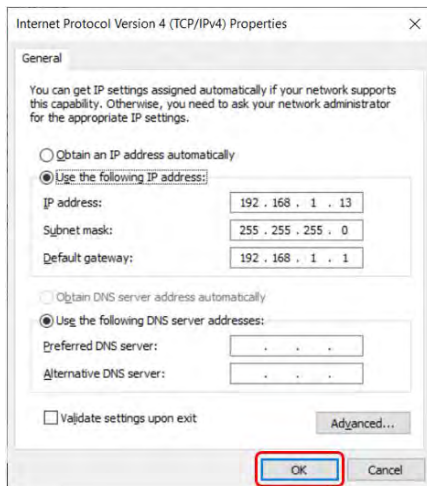 Internet Protocol Version 4 (TCP/IPv4) Properties
General
You can get IP settings assigned automatically if your network supports
this capability. Otherwise, you need to ask your network administrator
for the appropriate IP settings.
Obtain an IP address automatically
Use the following IP address:
IP address: 192 . 168 . 1 . 13
Subnet mask: 255 . 255 . 255 . 0
Default gateway: 192 . 168 . 1 . 1
Obtain DNS server address automatically
Use the following DNS server addresses:
Preferred DNS server: . . .
Alternative DNS server: . . .
Validate settings upon exit
Advanced...
OK Cancel